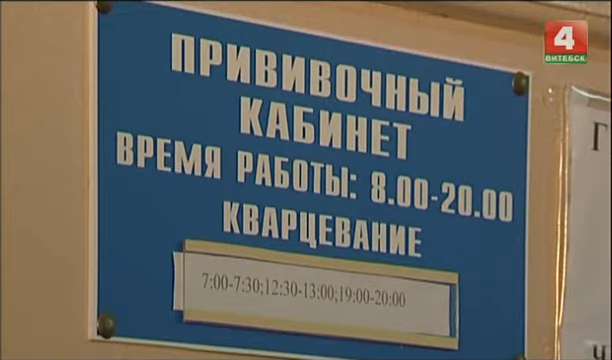 4
ВИТЕБСК
ПРИВИВОЧНЫЙ
КАБИНЕТ
ВРЕМЯ РАБОТЫ: 8.00-20.00
КВАРЦЕВАНИЕ
7:00-7:30;12:30-13:00;19:00-20:00